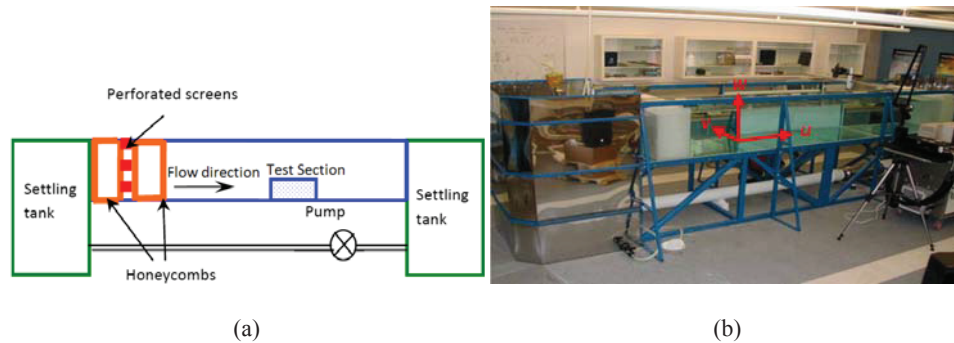 Perforated screens
Flow direction
Test Section
Settling
tank
Settling
tank
Pump
Honeycombs
W
V
U
(a)
(b)